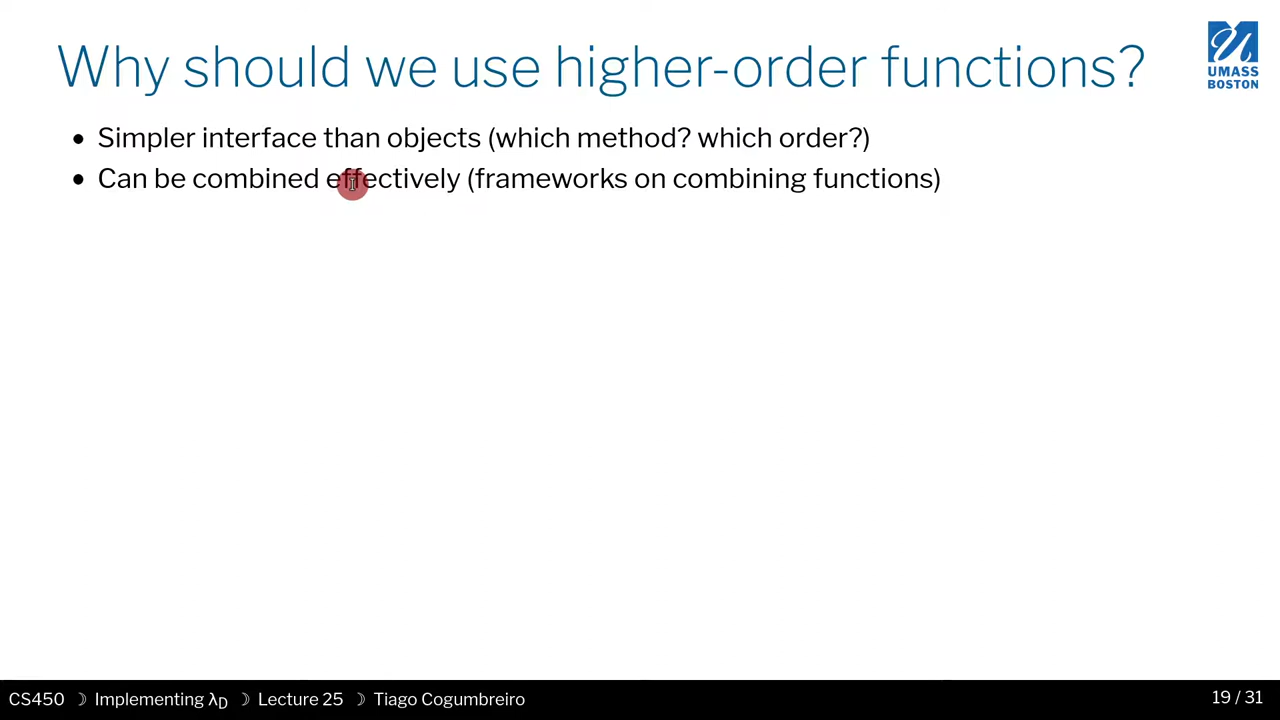 Why should we use higher-order functions?
UMASS
BOSTON
• Simpler interface than objects (which method? which order?)
• Can be combined effectively (frameworks on combining functions)
CS450 ☽ Implementing λD ☽ Lecture 25 ☽ Tiago Cogumbreiro
19 / 31